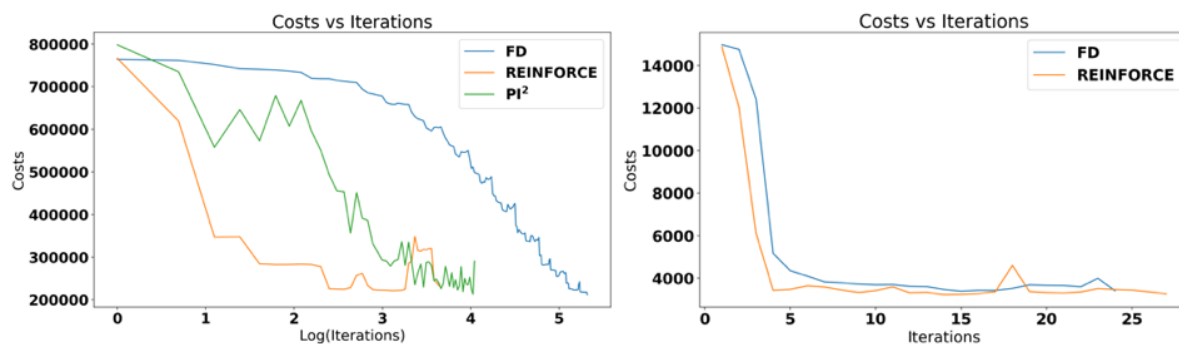 Costs vs Iterations
800000
700000
600000
500000
400000
300000
200000
Costs
FD
REINFORCE
PI²
0 1 2 3 4 5
Log(Iterations)
Costs vs Iterations
14000
12000
10000
8000
6000
4000
Costs
FD
REINFORCE
0 5 10 15 20 25
Iterations